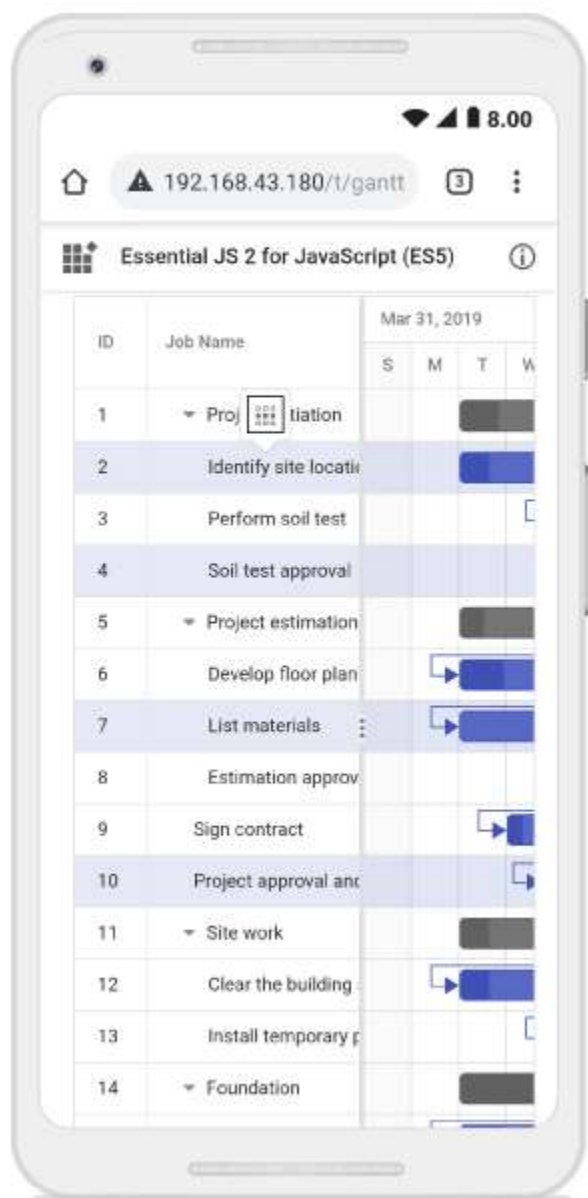 8.00
192.168.43.180/t/gantt
3
Essential JS 2 for JavaScript (ES5)
ID Job Name Mar 31, 2019
S M T W
1 Proj tiation
2 Identify site locati
3 Perform soil test
4 Soil test approval
5 Project estimation
6 Develop floor plan
7 List materials
8 Estimation approv
9 Sign contract
10 Project approval and
11 Site work
12 Clear the building
13 Install temporary p
14 Foundation